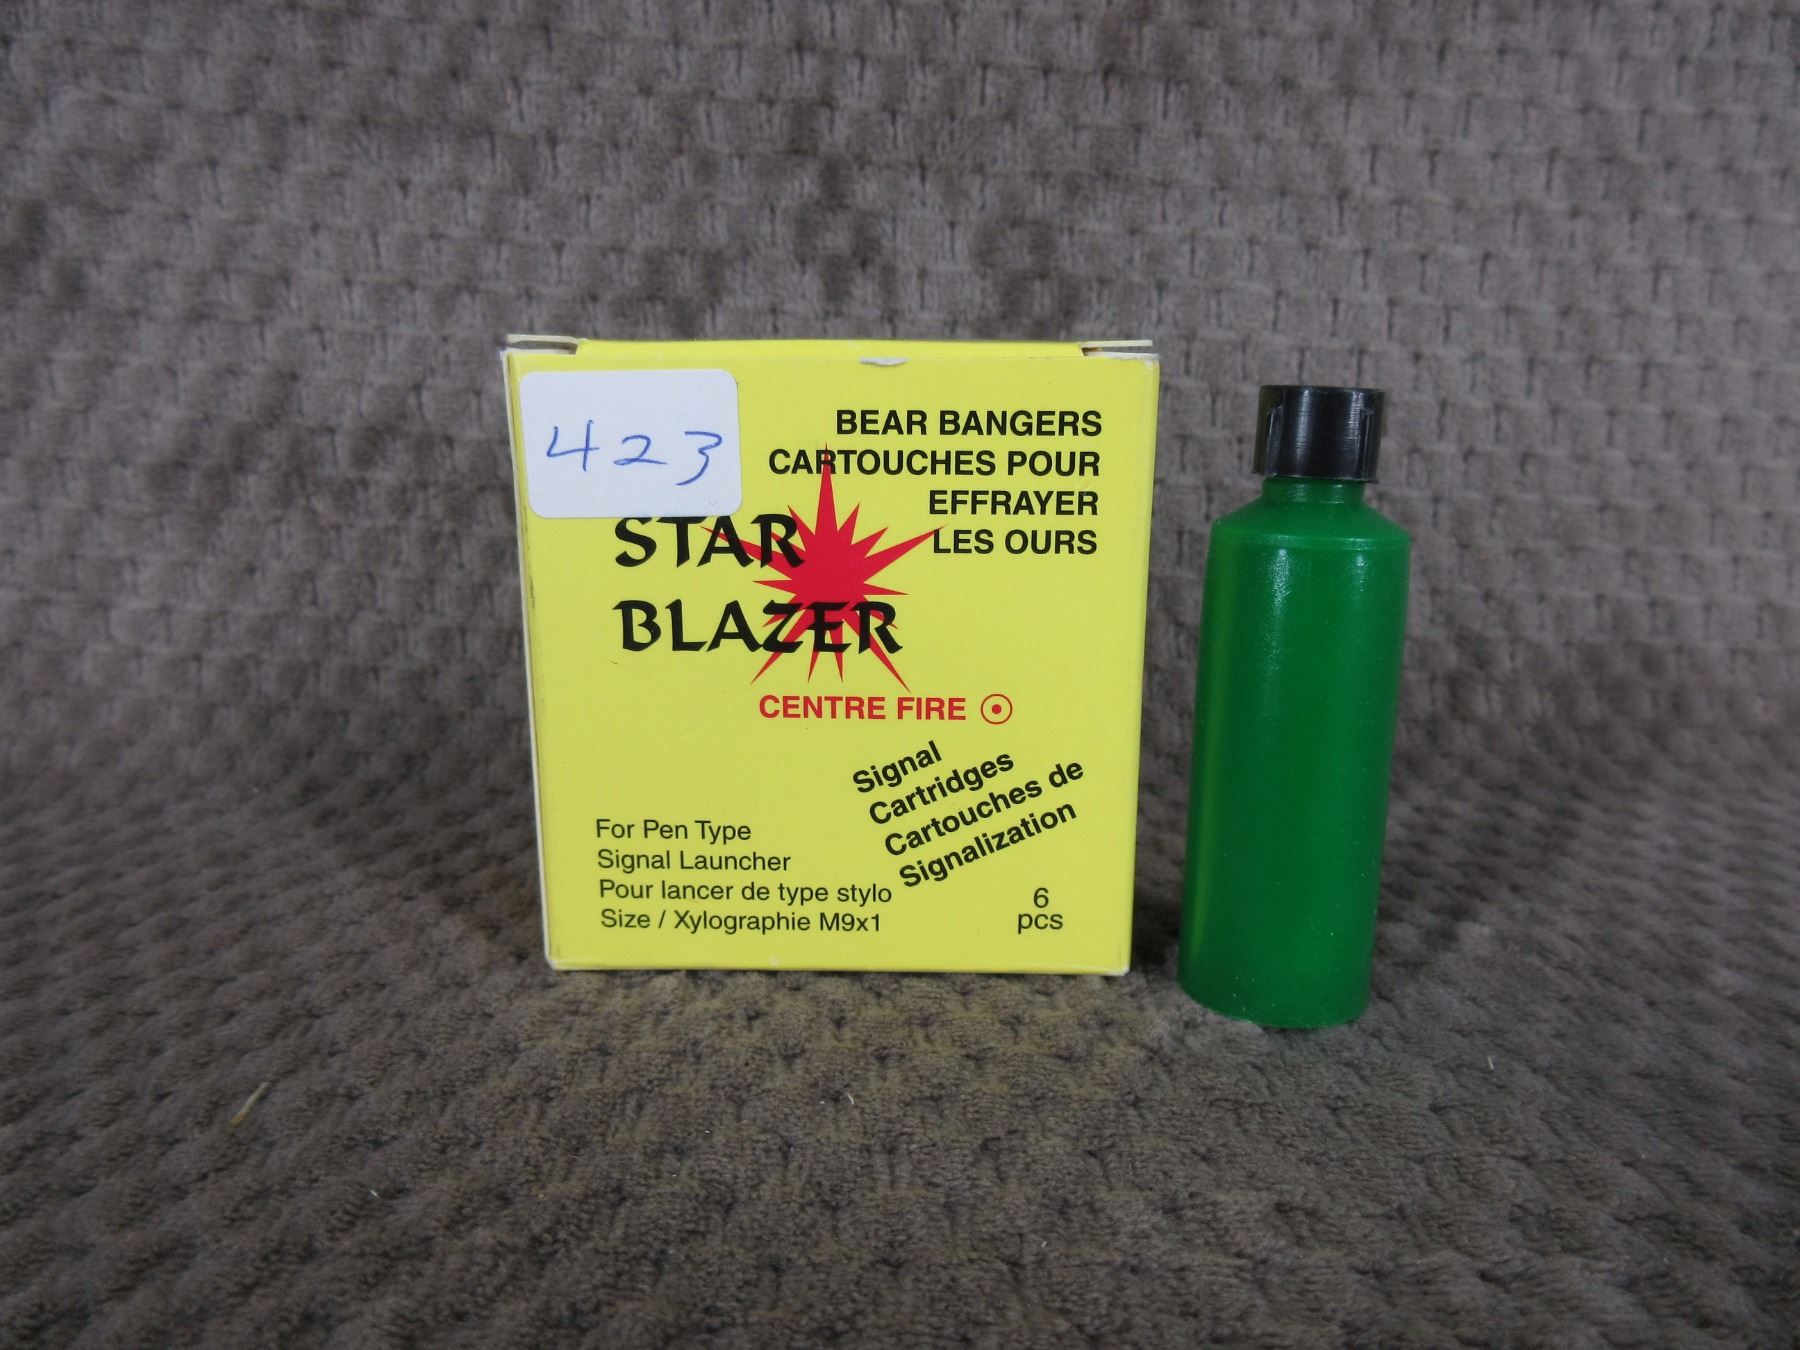 423
BEAR BANGERS
CARTOUCHES POUR
EFFRAYER
LES OURS
STAR
BLAZER
CENTRE FIRE
Signal
Cartridges
Cartouches de
Signalization
For Pen Type
Signal Launcher
Pour lancer de type stylo
Size / Xylographie M9x1
6
pcs